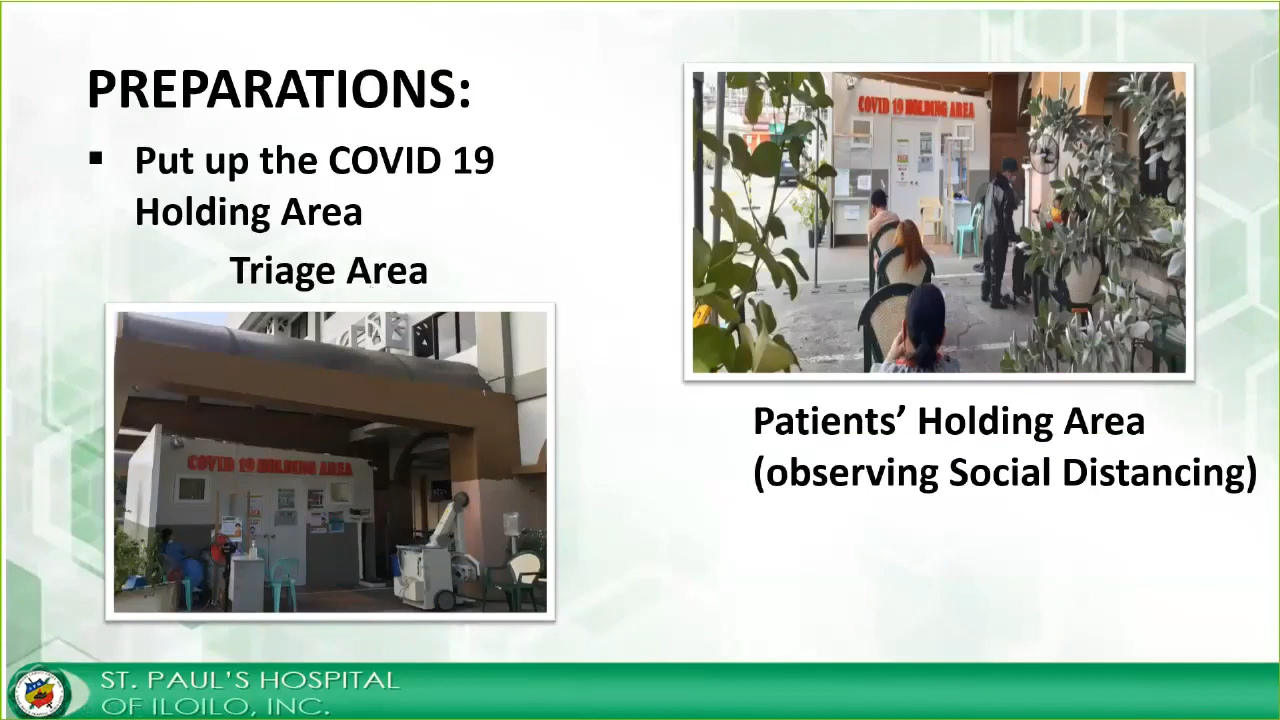 PREPARATIONS:
▪ Put up the COVID 19
Holding Area
Triage Area
COVID 19 HOLDING AREA
COVID 19 HOLDING AREA
Patients’ Holding Area
(observing Social Distancing)
ST. PAUL'S HOSPITAL
OF ILOILO, INC.